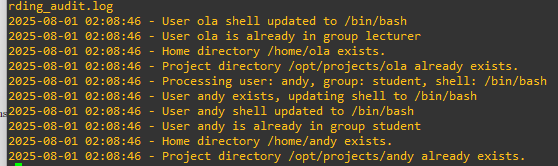 rding_audit.log
2025-08-01 02:08:46 - User ola shell updated to /bin/bash
2025-08-01 02:08:46 - User ola is already in group lecturer
2025-08-01 02:08:46 - Home directory /home/ola exists.
2025-08-01 02:08:46 - Project directory /opt/projects/ola already exists.
2025-08-01 02:08:46 - Processing user: andy, group: student, shell: /bin/bash
2025-08-01 02:08:46 - User andy exists, updating shell to /bin/bash
2025-08-01 02:08:46 - User andy shell updated to /bin/bash
2025-08-01 02:08:46 - User andy is already in group student
2025-08-01 02:08:46 - Home directory /home/andy exists.
2025-08-01 02:08:46 - Project directory /opt/projects/andy already exists.